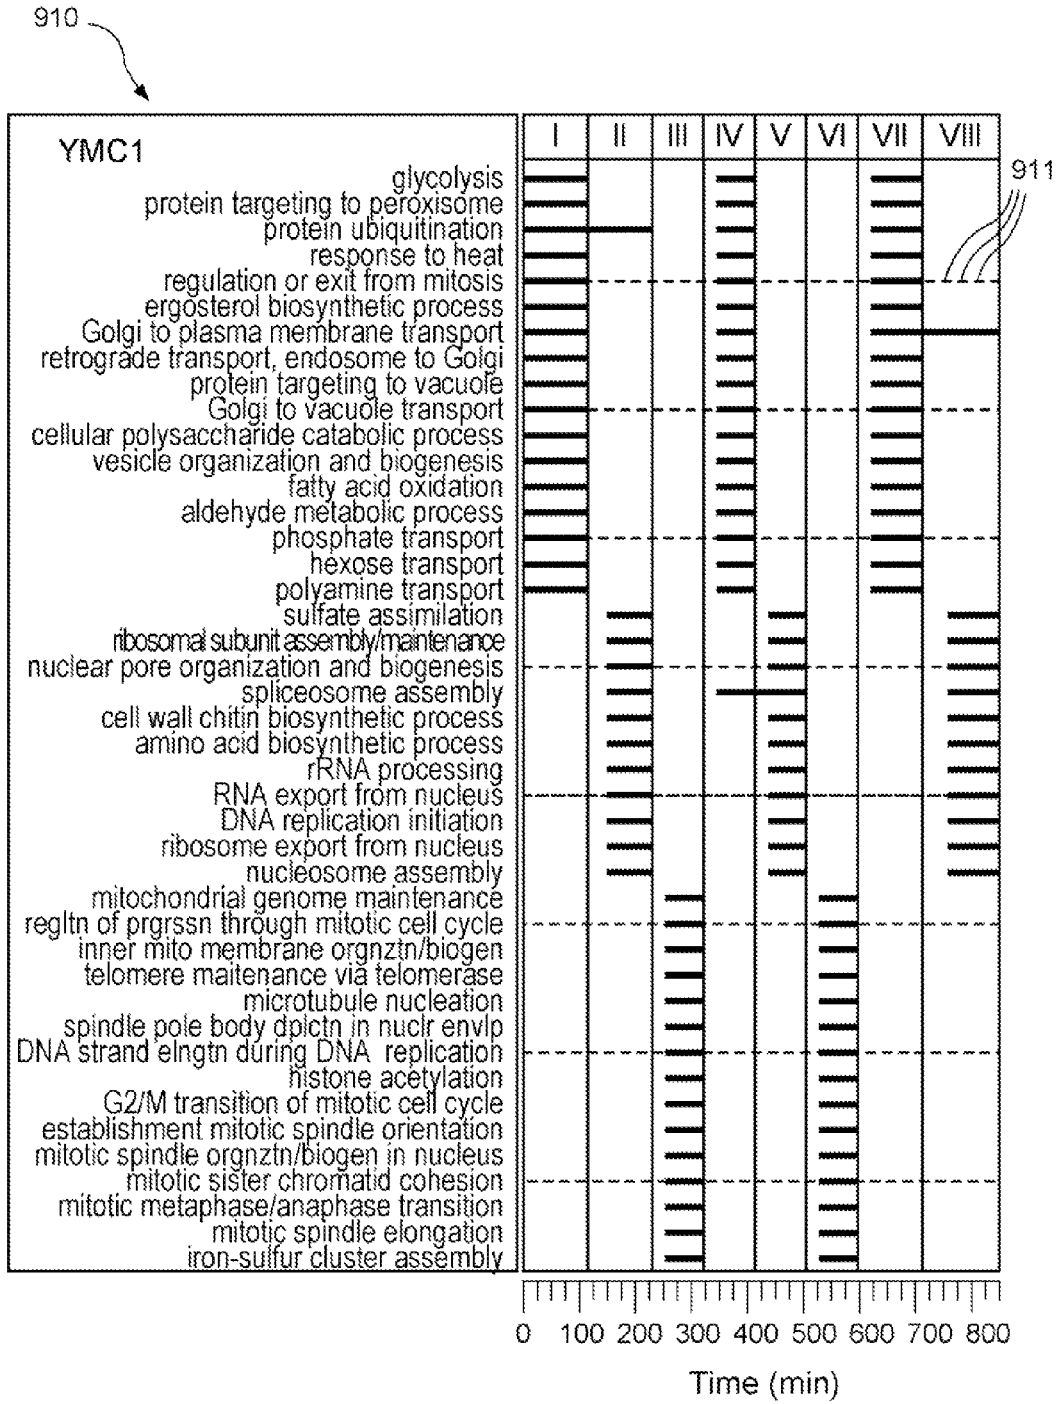 910
YMC1
I II III IV V VI VII VIII
911
glycolysis
protein targeting to peroxisome
protein ubiquitination
response to heat
regulation or exit from mitosis
ergosterol biosynthetic process
Golgi to plasma membrane transport
retrograde transport, endosome to Golgi
protein targeting to vacuole
Golgi to vacuole transport
cellular polysaccharide catabolic process
vesicle organization and biogenesis
fatty acid oxidation
aldehyde metabolic process
phosphate transport
hexose transport
polyamine transport
sulfate assimilation
ribosomal subunit assembly/maintenance
nuclear pore organization and biogenesis
spliceosome assembly
cell wall chitin biosynthetic process
amino acid biosynthetic process
rRNA processing
RNA export from nucleus
DNA replication initiation
ribosome export from nucleus
nucleosome assembly
mitochondrial genome maintenance
regltn of prgrssn through mitotic cell cycle
inner mito membrane orgnztn/biogen
telomere maitenance via telomerase
microtubule nucleation
spindle pole body dplctn in nuclr envlp
DNA strand elngtn during DNA replication
histone acetylation
G2/M transition of mitotic cell cycle
establishment mitotic spindle orientation
mitotic spindle orgnztn/biogen in nucleus
mitotic sister chromatid cohesion
mitotic metaphase/anaphase transition
mitotic spindle elongation
iron-sulfur cluster assembly
0 100 200 300 400 500 600 700 800
Time (min)